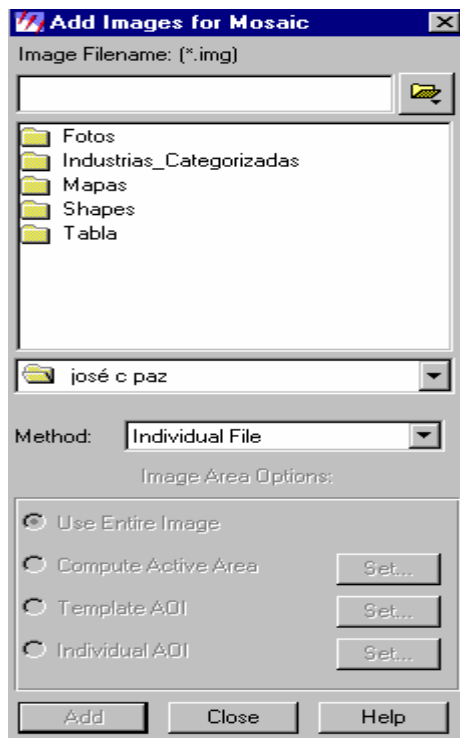 Add Images for Mosaic
Image Filename: (*.img)
Fotos
Industrias_Categorizadas
Mapas
Shapes
Tabla
josé c paz
Method: Individual File
Image Area Options:
Use Entire Image
Compute Active Area Set...
Template AOI Set...
Individual AOI Set...
Add Close Help